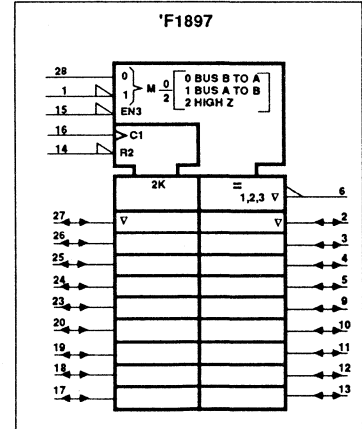 'F1897
28 0 0 BUS B TO A
1 1 } M 0/2 [ 1 BUS A TO B
15 EN3 2 HIGH Z
16 C1
14 R2
2K =
1,2,3 ▽ 6
27 ▽ ▽ 2
26 3
25 4
24 5
23 9
20 10
19 11
18 12
17 13